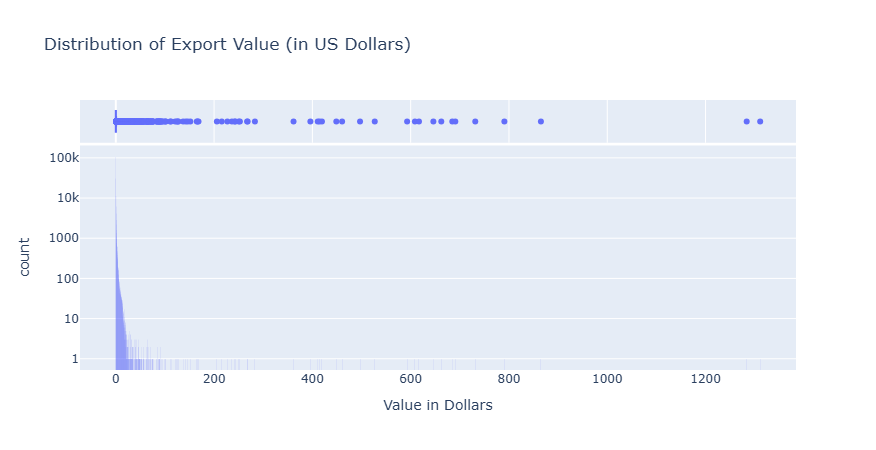 Distribution of Export Value (in US Dollars)
100k
10k
1000
100
10
1
count
0 200 400 600 800 1000 1200
Value in Dollars